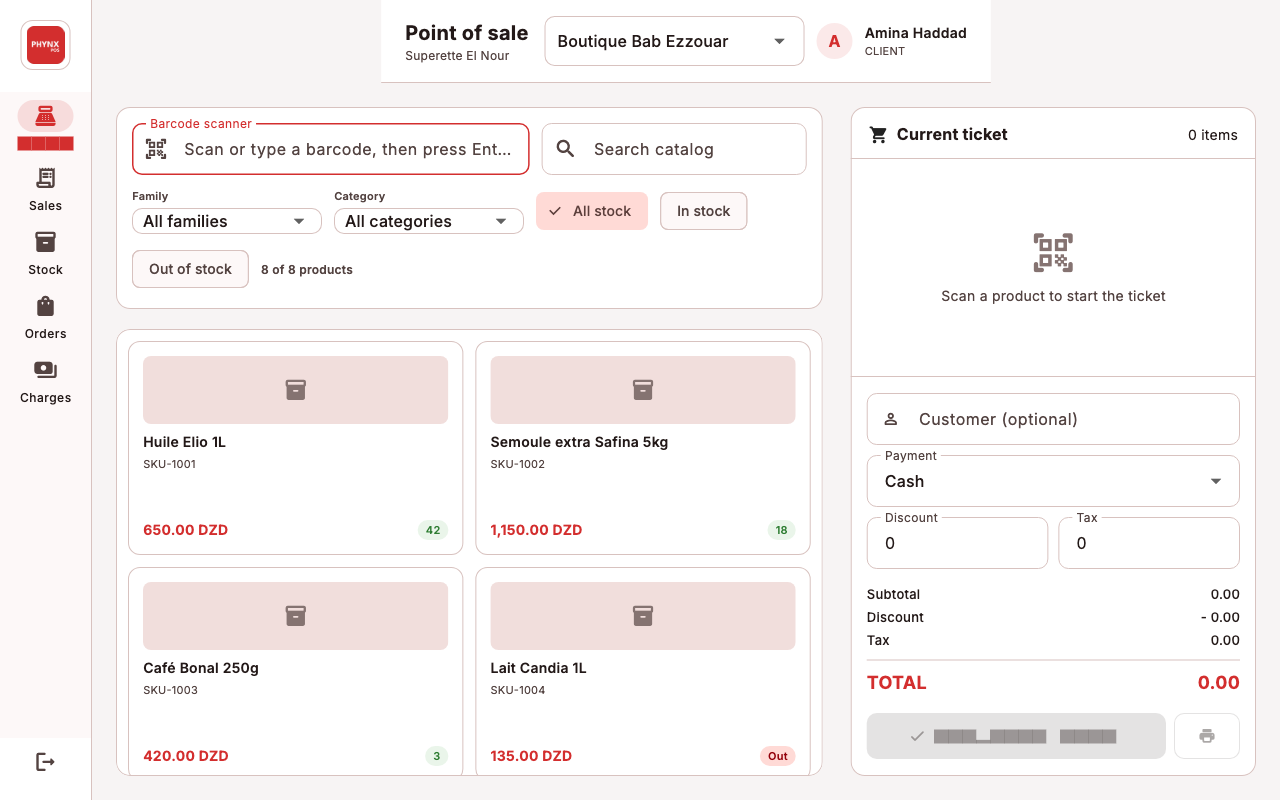 PHYNX
POS
Sales
Stock
Orders
Charges
Point of sale
Superette El Nour
Boutique Bab Ezzouar
A
Amina Haddad
CLIENT
Barcode scanner
Scan or type a barcode, then press Ent...
Search catalog
Family
All families
Category
All categories
All stock
In stock
Out of stock
8 of 8 products
Huile Elio 1L
SKU-1001
650.00 DZD
42
Semoule extra Safina 5kg
SKU-1002
1,150.00 DZD
18
Café Bonal 250g
SKU-1003
420.00 DZD
3
Lait Candia 1L
SKU-1004
135.00 DZD
Out
Current ticket
0 items
Scan a product to start the ticket
Customer (optional)
Payment
Cash
Discount
0
Tax
0
Subtotal
0.00
Discount
- 0.00
Tax
0.00
TOTAL
0.00